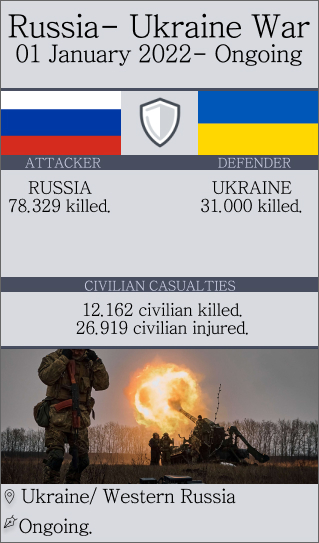 Russia- Ukraine War
01 January 2022- Ongoing
ATTACKER
DEFENDER
RUSSIA
78.329 killed.
UKRAINE
31.000 killed.
CIVILIAN CASUALTIES
12.162 civilian killed.
26.919 civilian injured.
Ukraine/ Western Russia
Ongoing.